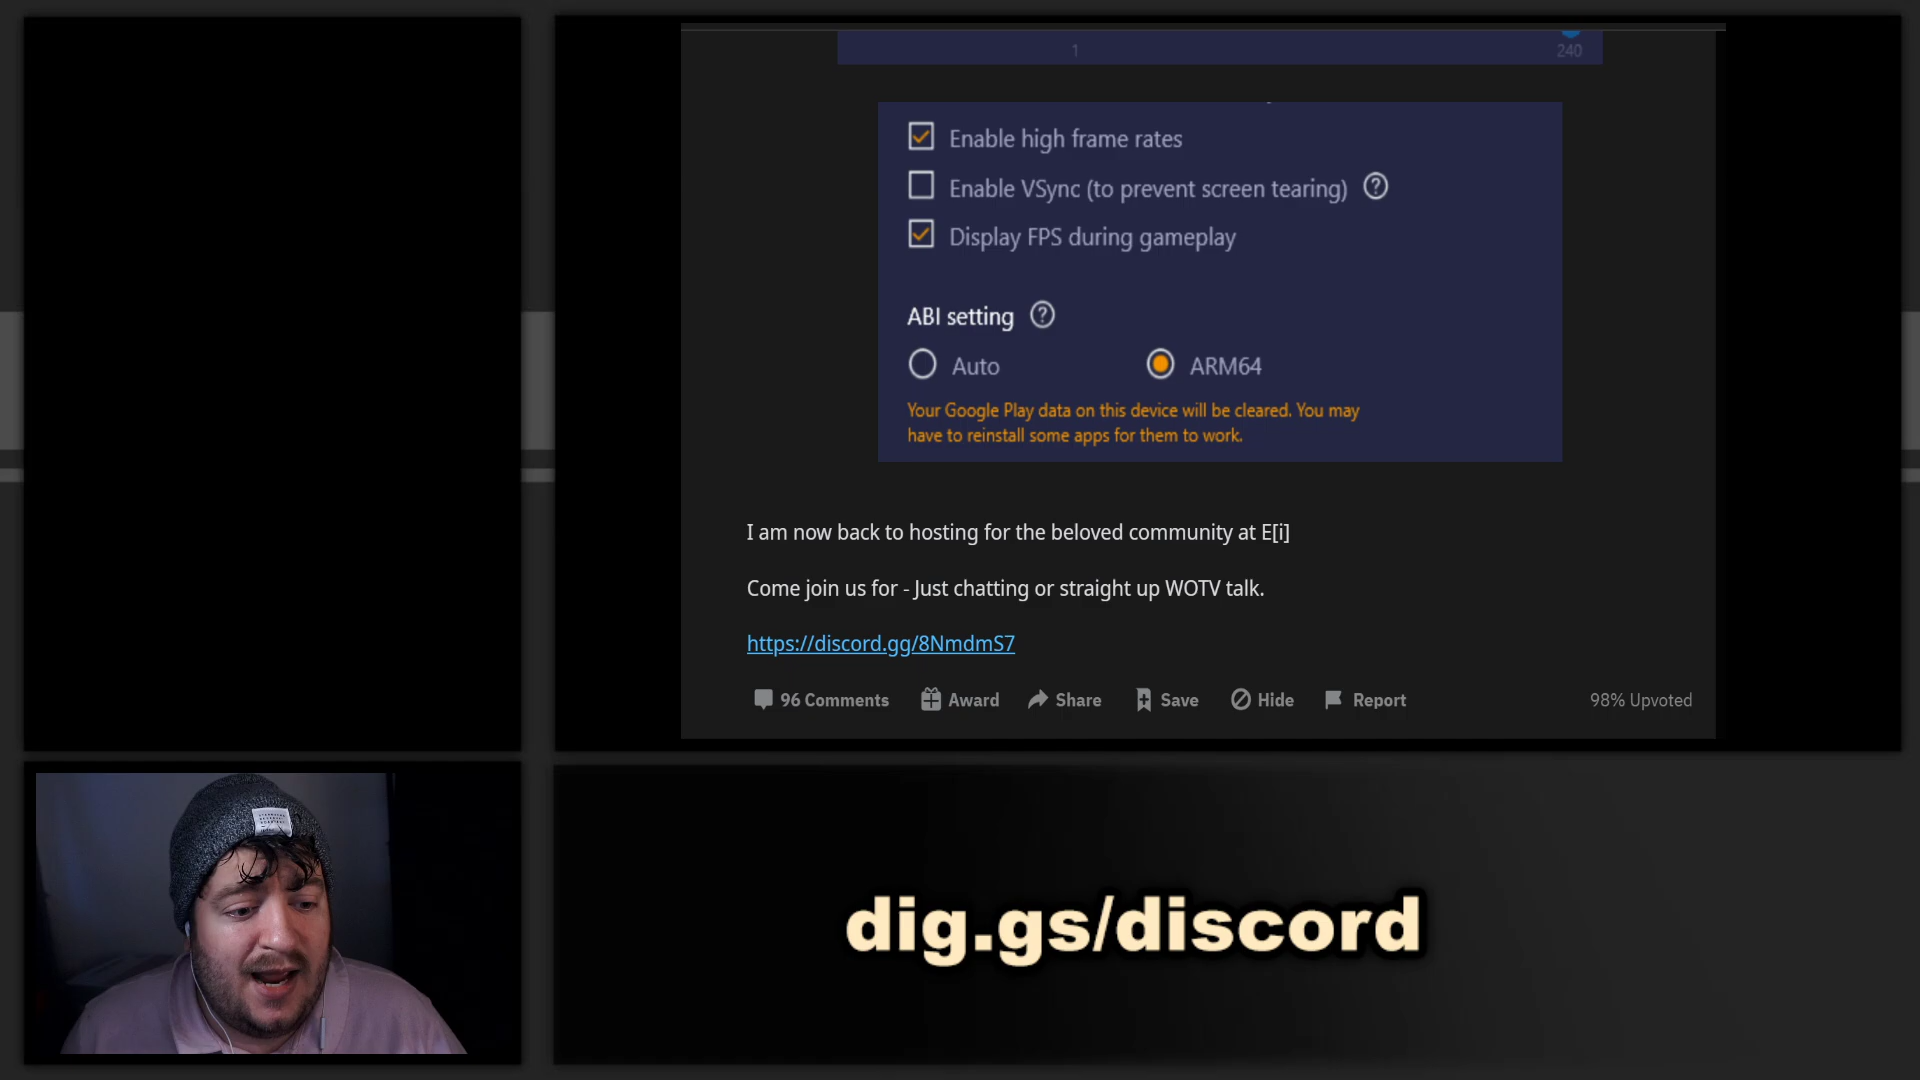 1
240
Enable high frame rates
Enable VSync (to prevent screen tearing) ?
Display FPS during gameplay
ABI setting ?
Auto
ARM64
Your Google Play data on this device will be cleared. You may
have to reinstall some apps for them to work.
I am now back to hosting for the beloved community at E[i]
Come join us for - Just chatting or straight up WOTV talk.
https://discord.gg/8NmdmS7
96 Comments
Award
Share
Save
Hide
Report
98% Upvoted
dig.gs/discord